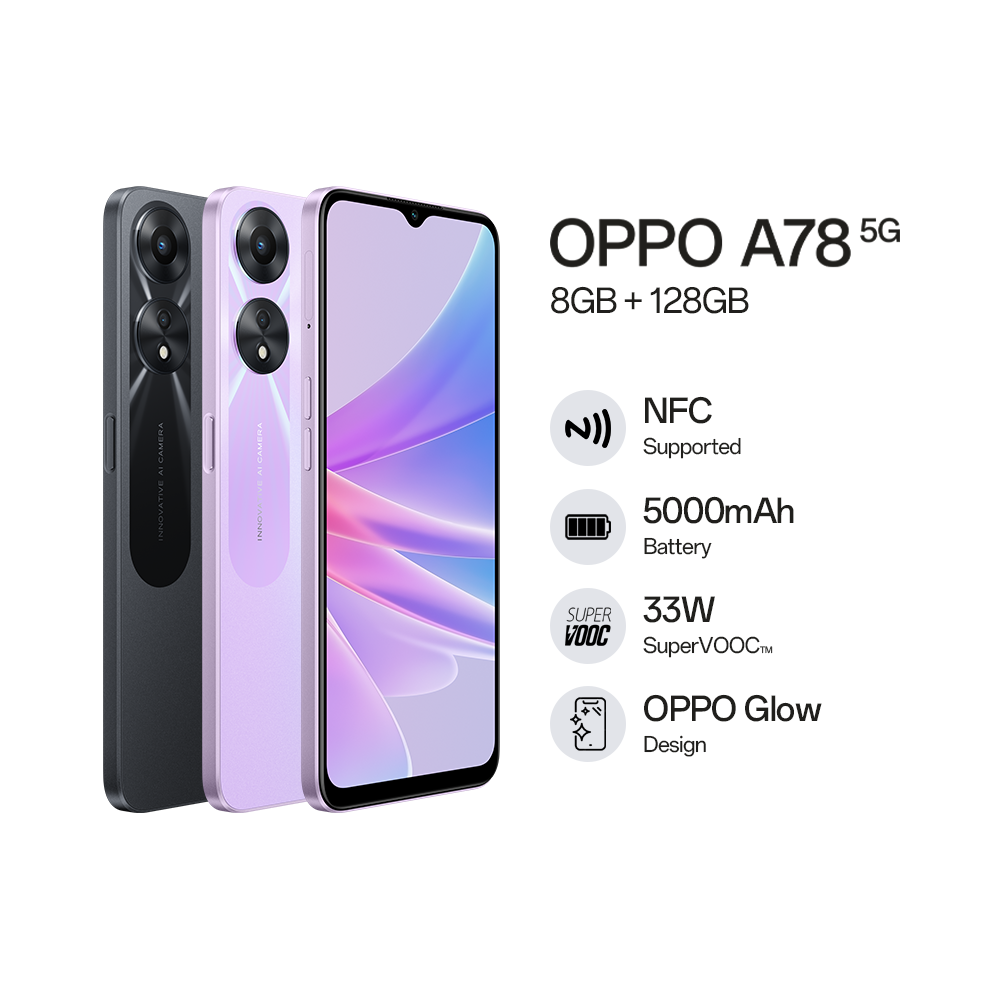 OPPO A78 5G
8GB + 128GB
NFC
Supported
5000mAh
Battery
SUPER
VOOC
33W
SuperVOOC™
OPPO Glow
Design
INNOVATIVE AI CAMERA
INNOVATIVE AI CAMERA